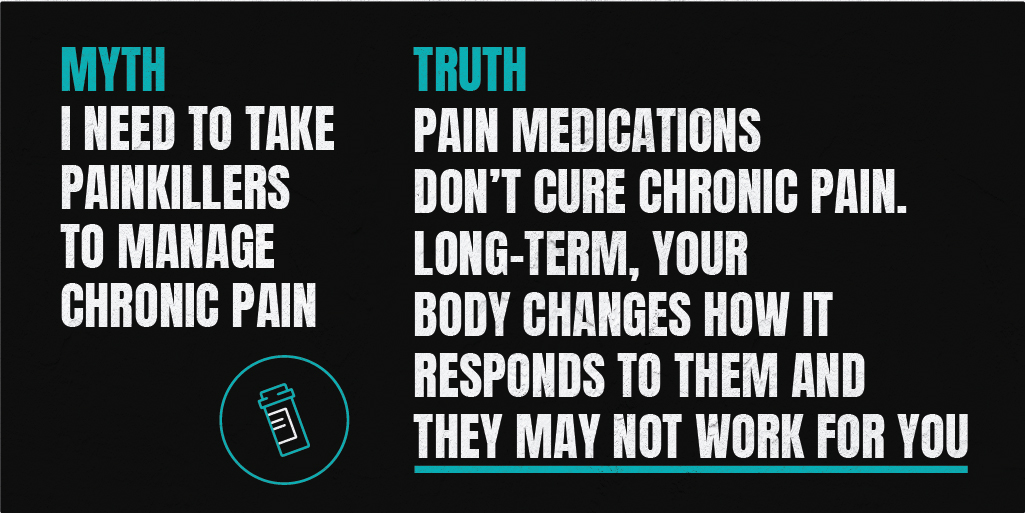 MYTH
I NEED TO TAKE
PAINKILLERS
TO MANAGE
CHRONIC PAIN
TRUTH
PAIN MEDICATIONS
DON’T CURE CHRONIC PAIN.
LONG-TERM, YOUR
BODY CHANGES HOW IT
RESPONDS TO THEM AND
THEY MAY NOT WORK FOR YOU